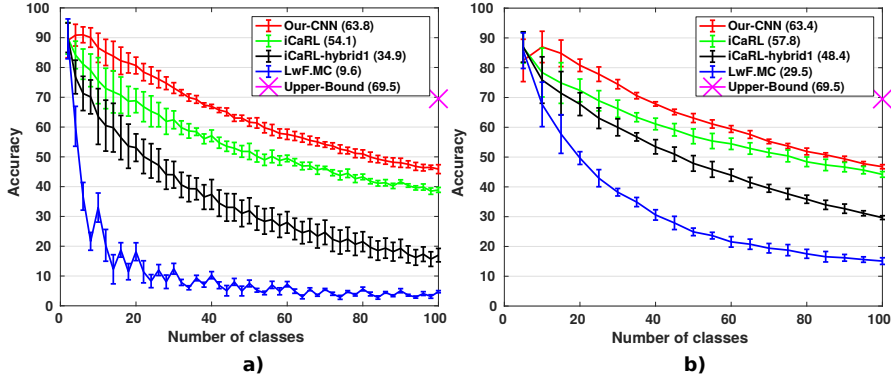 100
90
80
70
60
50
40
30
20
10
0
Accuracy
Our-CNN (63.8)
iCaRL (54.1)
iCaRL-hybrid1 (34.9)
LwF.MC (9.6)
Upper-Bound (69.5)
0 20 40 60 80 100
Number of classes
a)
100
90
80
70
60
50
40
30
20
10
0
Accuracy
Our-CNN (63.4)
iCaRL (57.8)
iCaRL-hybrid1 (48.4)
LwF.MC (29.5)
Upper-Bound (69.5)
0 20 40 60 80 100
Number of classes
b)